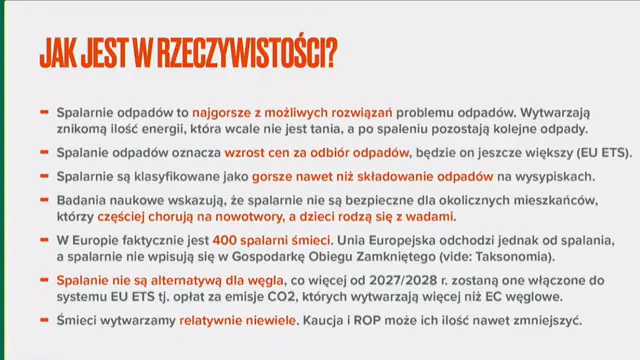 JAK JEST W RZECZYWISTOŚCI?
Spalarnie odpadów to najgorsze z możliwych rozwiązań problemu odpadów. Wytwarzają
znikomą ilość energii, która wcale nie jest tania, a po spaleniu pozostają kolejne odpady.
Spalanie odpadów oznacza wzrost cen za odbiór odpadów, będzie on jeszcze większy (EU ETS).
Spalarnie są klasyfikowane jako gorsze nawet niż składowanie odpadów na wysypiskach.
Badania naukowe wskazują, że spalarnie nie są bezpieczne dla okolicznych mieszkańców,
którzy częściej chorują na nowotwory, a dzieci rodzą się z wadami.
W Europie faktycznie jest 400 spalarni śmieci. Unia Europejska odchodzi jednak od spalania,
a spalarnie nie wpisują się w Gospodarkę Obiegu Zamkniętego (vide: Taksonomia).
Spalanie nie są alternatywą dla węgla, co więcej od 2027/2028 r. zostaną one włączone do
systemu EU ETS tj. opłat za emisje CO2, których wytwarzają więcej niż EC węglowe.
Śmieci wytwarzamy relatywnie niewiele. Kaucja i ROP może ich ilość nawet zmniejszyć.